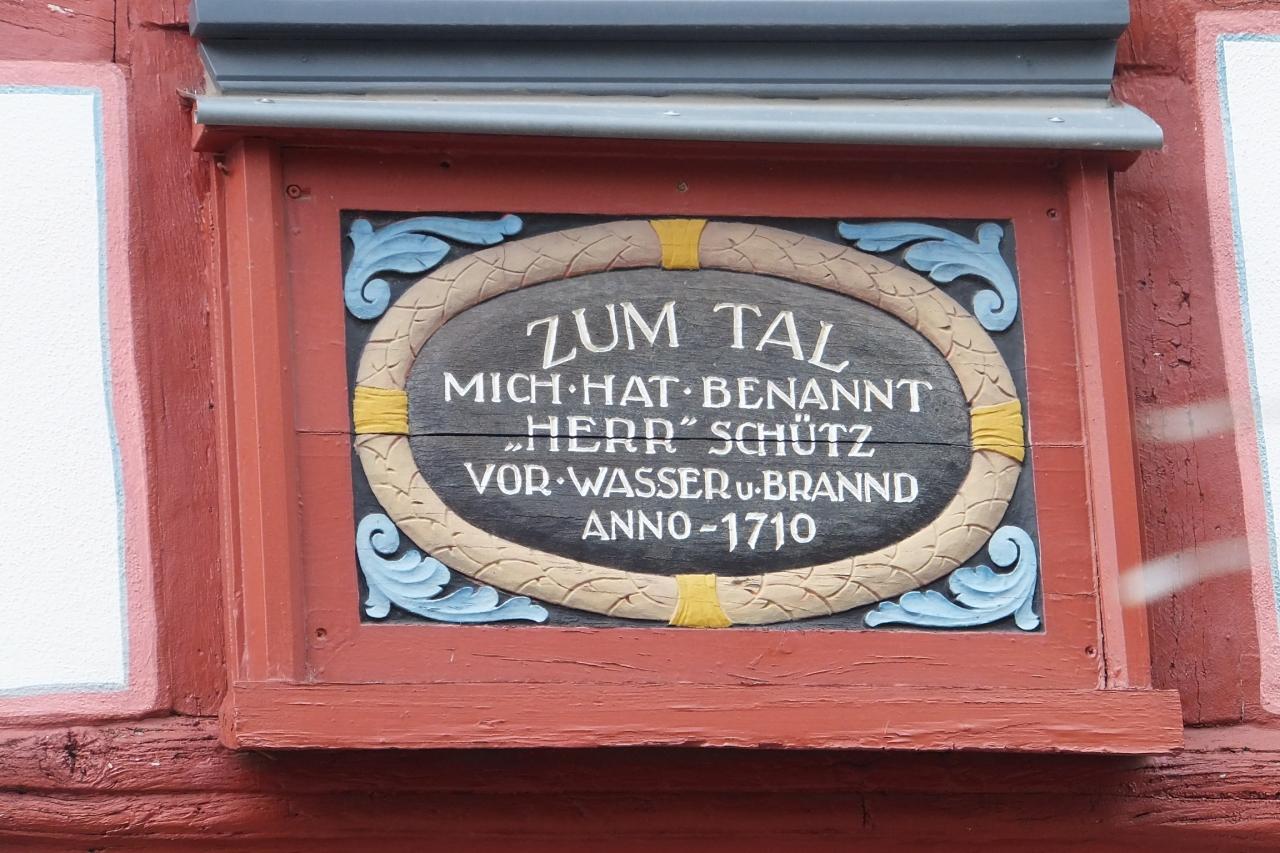 ZUM TAL
MICH·HAT·BENANNT
„HERR” SCHÜTZ
VOR·WASSER u·BRANND
ANNO-1710